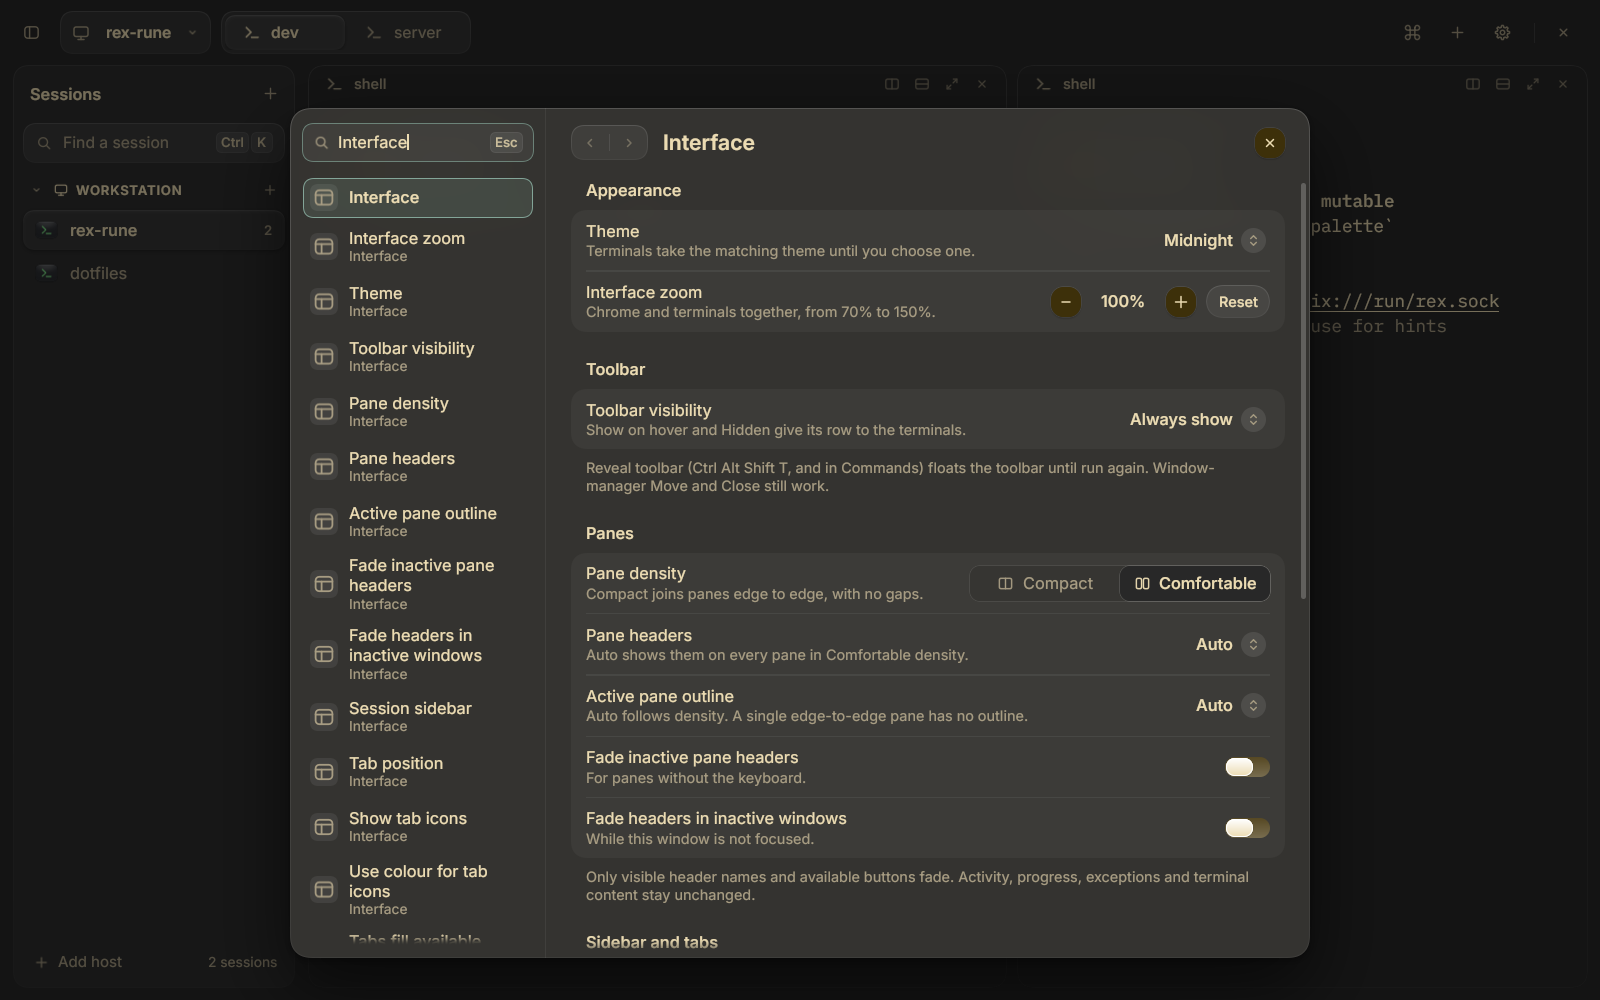 rex-rune
dev
server
Sessions
Find a session
Ctrl K
WORKSTATION
rex-rune
2
dotfiles
Add host
2 sessions
shell
shell
mutable
palette`
ix:///run/rex.sock
use for hints
Interface
Esc
Interface
Interface zoom
Interface
Theme
Interface
Toolbar visibility
Interface
Pane density
Interface
Pane headers
Interface
Active pane outline
Interface
Fade inactive pane
headers
Interface
Fade headers in
inactive windows
Interface
Session sidebar
Interface
Tab position
Interface
Show tab icons
Interface
Use colour for tab
icons
Interface
Tabs fill available
Interface
Appearance
Theme
Terminals take the matching theme until you choose one.
Midnight
Interface zoom
Chrome and terminals together, from 70% to 150%.
100%
Reset
Toolbar
Toolbar visibility
Show on hover and Hidden give its row to the terminals.
Always show
Reveal toolbar (Ctrl Alt Shift T, and in Commands) floats the toolbar until run again. Window-
manager Move and Close still work.
Panes
Pane density
Compact joins panes edge to edge, with no gaps.
Compact
Comfortable
Pane headers
Auto shows them on every pane in Comfortable density.
Auto
Active pane outline
Auto follows density. A single edge-to-edge pane has no outline.
Auto
Fade inactive pane headers
For panes without the keyboard.
Fade headers in inactive windows
While this window is not focused.
Only visible header names and available buttons fade. Activity, progress, exceptions and terminal
content stay unchanged.
Sidebar and tabs